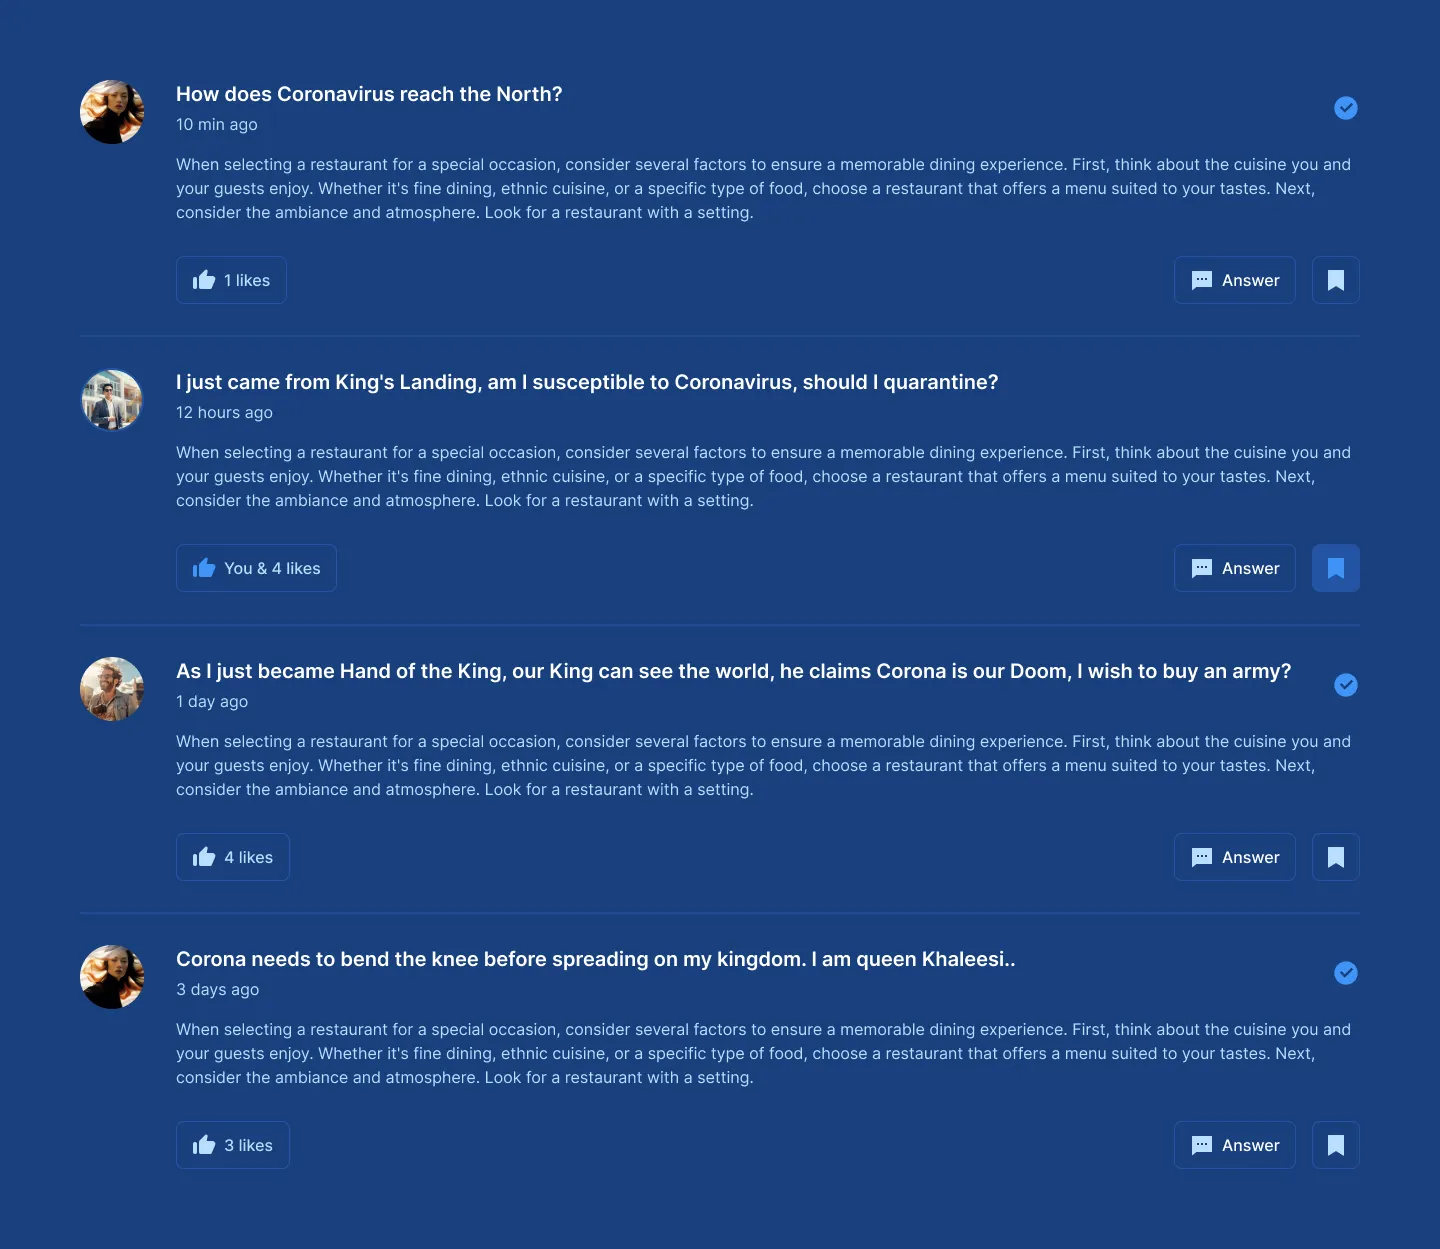 How does Coronavirus reach the North?
10 min ago
When selecting a restaurant for a special occasion, consider several factors to ensure a memorable dining experience. First, think about the cuisine you and
your guests enjoy. Whether it's fine dining, ethnic cuisine, or a specific type of food, choose a restaurant that offers a menu suited to your tastes. Next,
consider the ambiance and atmosphere. Look for a restaurant with a setting.
1 likes
Answer
I just came from King's Landing, am I susceptible to Coronavirus, should I quarantine?
12 hours ago
When selecting a restaurant for a special occasion, consider several factors to ensure a memorable dining experience. First, think about the cuisine you and
your guests enjoy. Whether it's fine dining, ethnic cuisine, or a specific type of food, choose a restaurant that offers a menu suited to your tastes. Next,
consider the ambiance and atmosphere. Look for a restaurant with a setting.
You & 4 likes
Answer
As I just became Hand of the King, our King can see the world, he claims Corona is our Doom, I wish to buy an army?
1 day ago
When selecting a restaurant for a special occasion, consider several factors to ensure a memorable dining experience. First, think about the cuisine you and
your guests enjoy. Whether it's fine dining, ethnic cuisine, or a specific type of food, choose a restaurant that offers a menu suited to your tastes. Next,
consider the ambiance and atmosphere. Look for a restaurant with a setting.
4 likes
Answer
Corona needs to bend the knee before spreading on my kingdom. I am queen Khaleesi..
3 days ago
When selecting a restaurant for a special occasion, consider several factors to ensure a memorable dining experience. First, think about the cuisine you and
your guests enjoy. Whether it's fine dining, ethnic cuisine, or a specific type of food, choose a restaurant that offers a menu suited to your tastes. Next,
consider the ambiance and atmosphere. Look for a restaurant with a setting.
3 likes
Answer